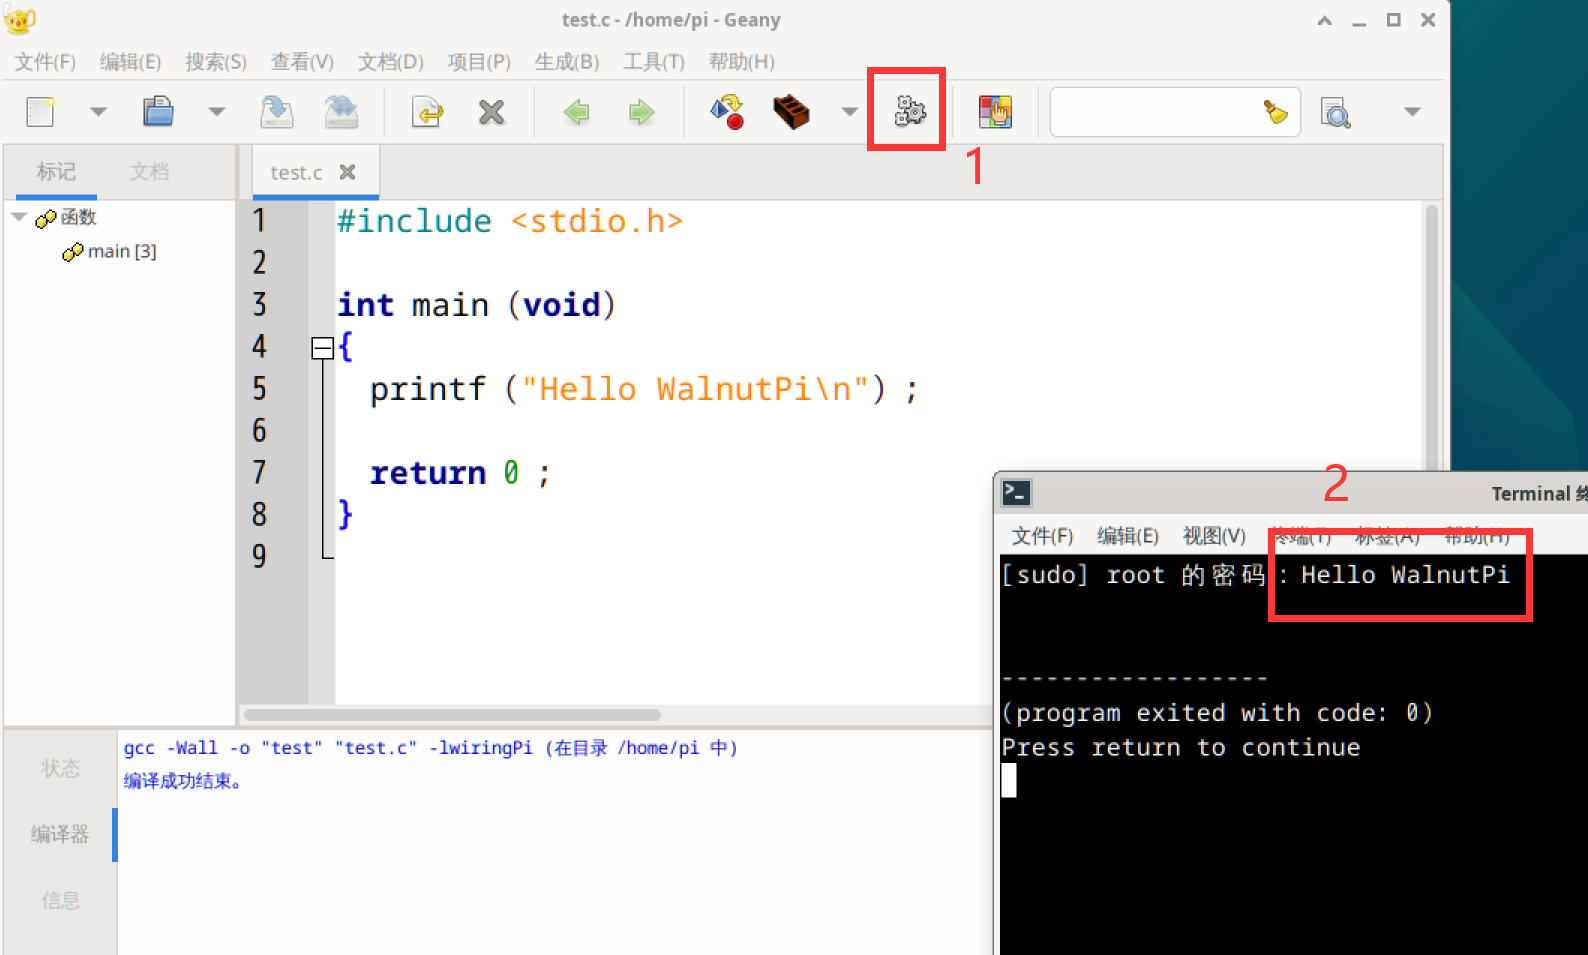 test.c - /home/pi - Geany
文件(F) 编辑(E) 搜索(S) 查看(V) 文档(D) 项目(P) 生成(B) 工具(T) 帮助(H)
1
标记 文档
test.c
函数
main [3]
1 #include <stdio.h>
2
3 int main (void)
4 {
5 printf ("Hello WalnutPi\n") ;
6
7 return 0 ;
8 }
9
状态
编译器
信息
gcc -Wall -o "test" "test.c" -lwiringPi (在目录 /home/pi 中)
编译成功结束。
2
Terminal
文件(F) 编辑(E) 视图(V) 终端(T) 标签(A) 帮助(H)
[sudo] root 的密码：Hello WalnutPi
------------------
(program exited with code: 0)
Press return to continue